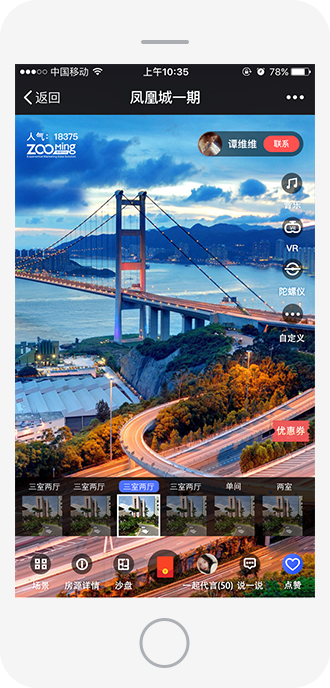 中国移动
上午10:35
78%
返回
凤凰城一期
人气：18375
ZOOMing
谭维维
联系
音乐
VR
VR
陀螺仪
自定义
优惠券
三室两厅
三室两厅
三室两厅
三室两厅
单间
两室
场景
房源详情
沙盘
一起代言(50)
说一说
点赞